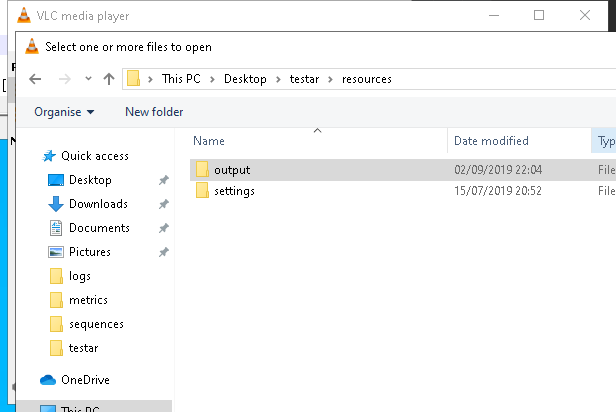 VLC media player
Select one or more files to open
This PC > Desktop > testar > resources
Organise New folder
Name Date modified Typ
Quick access
output 02/09/2019 22:04 File
Desktop
settings 15/07/2019 20:52 File
Downloads
Documents
Pictures
logs
metrics
sequences
testar
OneDrive
This PC